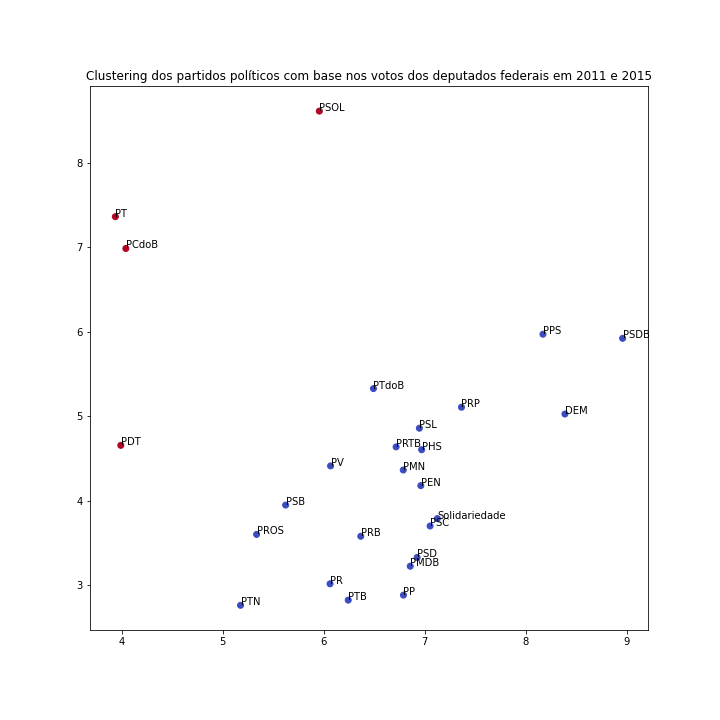 Clustering dos partidos políticos com base nos votos dos deputados federais em 2011 e 2015
PSOL
8
PT
7
PCdoB
6
PPS
PSDB
PTdoB
PRP
DEM
5
PSL
PDT
PRTB
PHS
PV
PMN
PEN
4
PSB
Solidariedade
PSC
PROS
PRB
PSD
PMDB
3
PR
PP
PTB
PTN
4 5 6 7 8 9